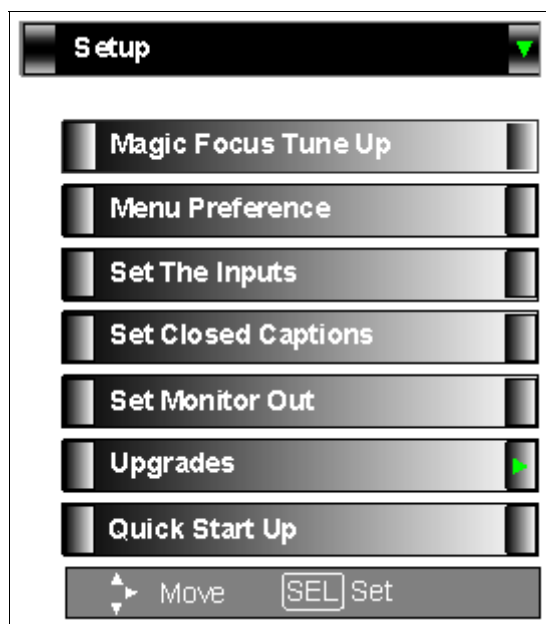 Setup
Magic Focus Tune Up
Menu Preference
Set The Inputs
Set Closed Captions
Set Monitor Out
Upgrades
Quick Start Up
Move SEL Set